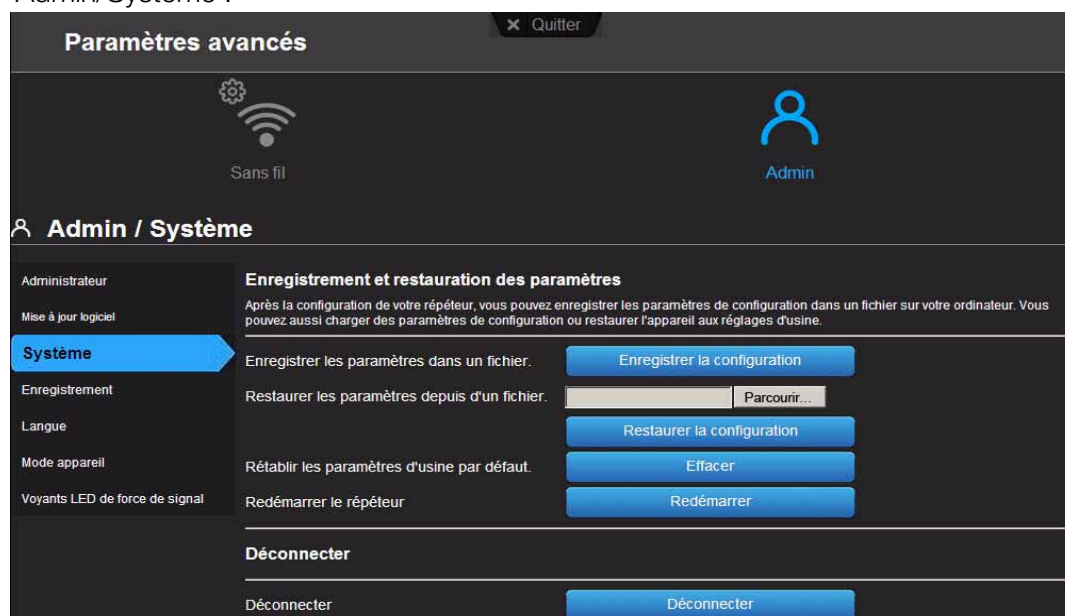 Admin/Système :
Quitter
Paramètres avancés
Sans fil
Admin
Admin / Système
Administrateur
Mise à jour logiciel
Système
Enregistrement
Langue
Mode appareil
Voyants LED de force de signal
Enregistrement et restauration des paramètres
Après la configuration de votre répéteur, vous pouvez enregistrer les paramètres de configuration dans un fichier sur votre ordinateur. Vous
pouvez aussi charger des paramètres de configuration ou restaurer l'appareil aux réglages d'usine.
Enregistrer les paramètres dans un fichier.
Enregistrer la configuration
Restaurer les paramètres depuis d'un fichier.
Parcourir...
Restaurer la configuration
Rétablir les paramètres d'usine par défaut.
Effacer
Redémarrer le répéteur
Redémarrer
Déconnecter
Déconnecter
Déconnecter